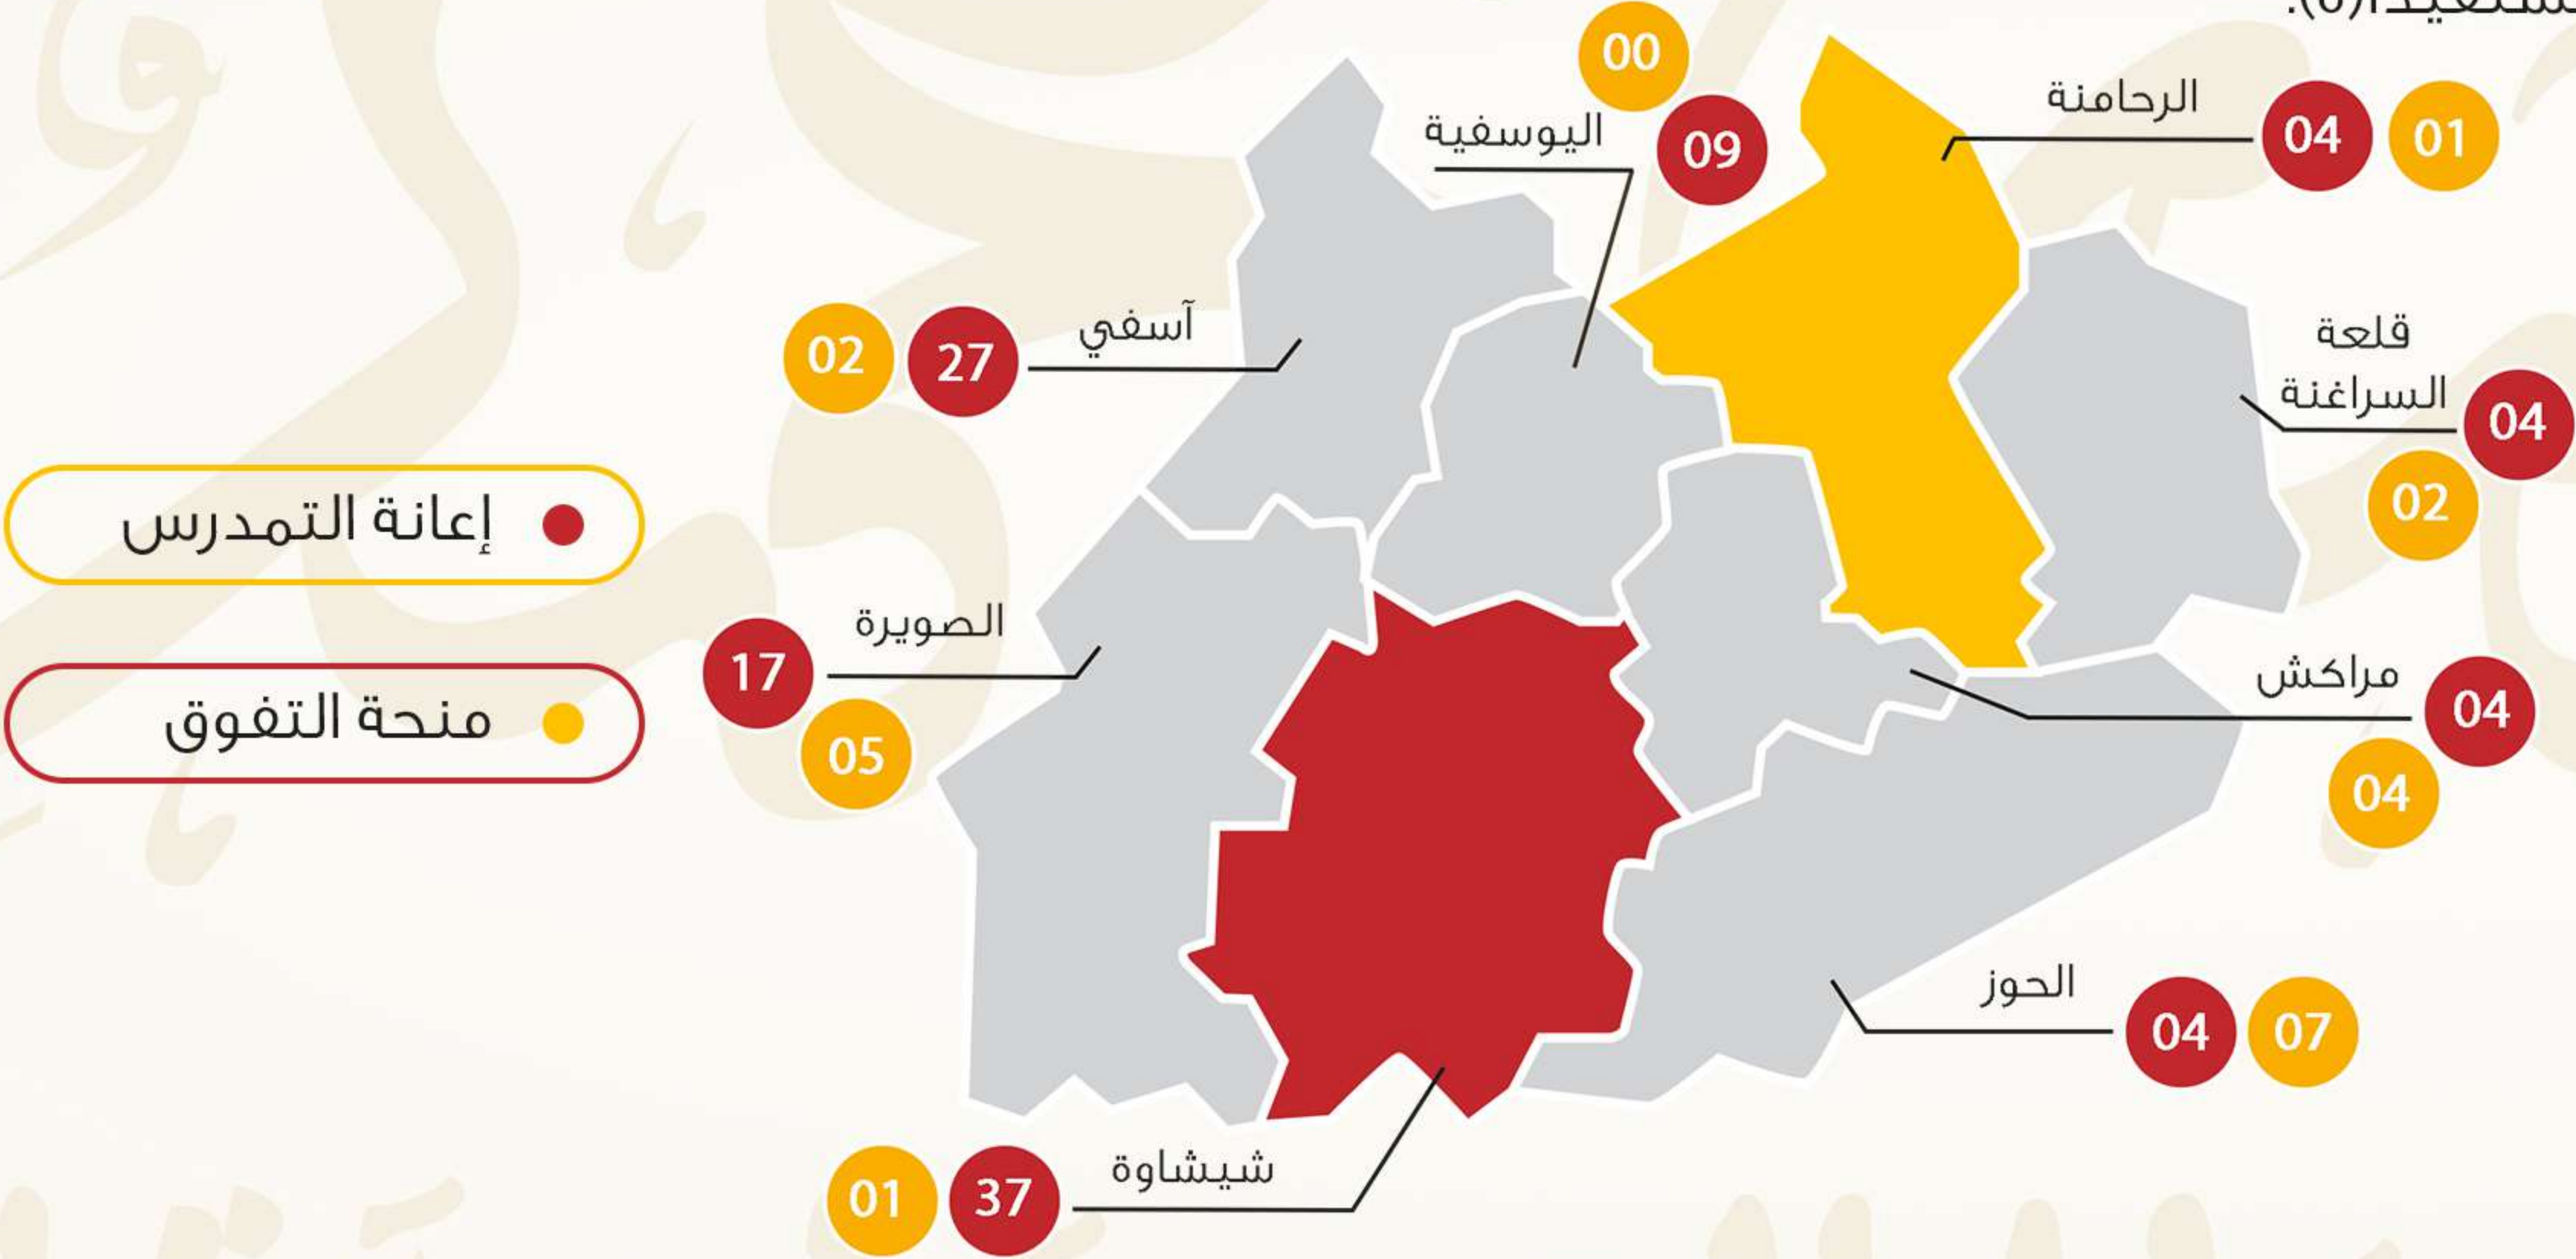 00
اليوسفية
09
الرحامنة
04 01
آسفي
02 27
قلعة
السراغنة
04
02
إعانة التمدرس
منحة التفوق
الصويرة
17
05
مراكش
04
04
الحوز
04 07
شيشاوة
01 37